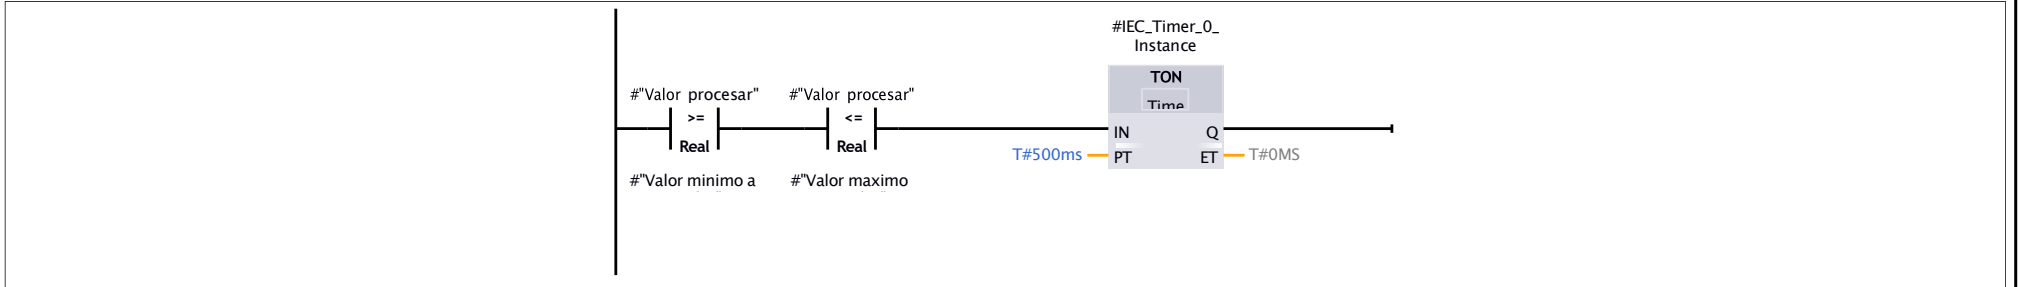 #IEC_Timer_0_
Instance
TON
Time
#"Valor procesar"
>=
Real
#"Valor minimo a
#"Valor procesar"
<=
Real
#"Valor maximo
IN
Q
T#500ms
PT
ET
T#0MS